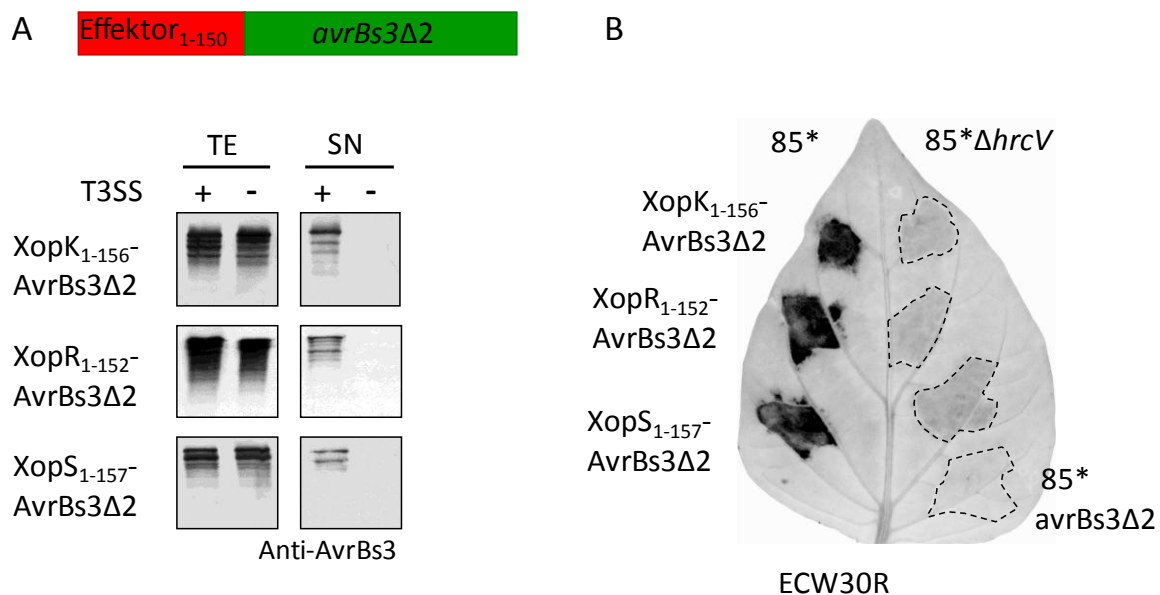 A
Effektor1-150 avrBs3Δ2
TE SN
T3SS + - + -
XopK1-156-
AvrBs3Δ2
XopR1-152-
AvrBs3Δ2
XopS1-157-
AvrBs3Δ2
Anti-AvrBs3
B
85* 85*ΔhrcV
XopK1-156-
AvrBs3Δ2
XopR1-152-
AvrBs3Δ2
XopS1-157-
AvrBs3Δ2
85*
avrBs3Δ2
ECW30R